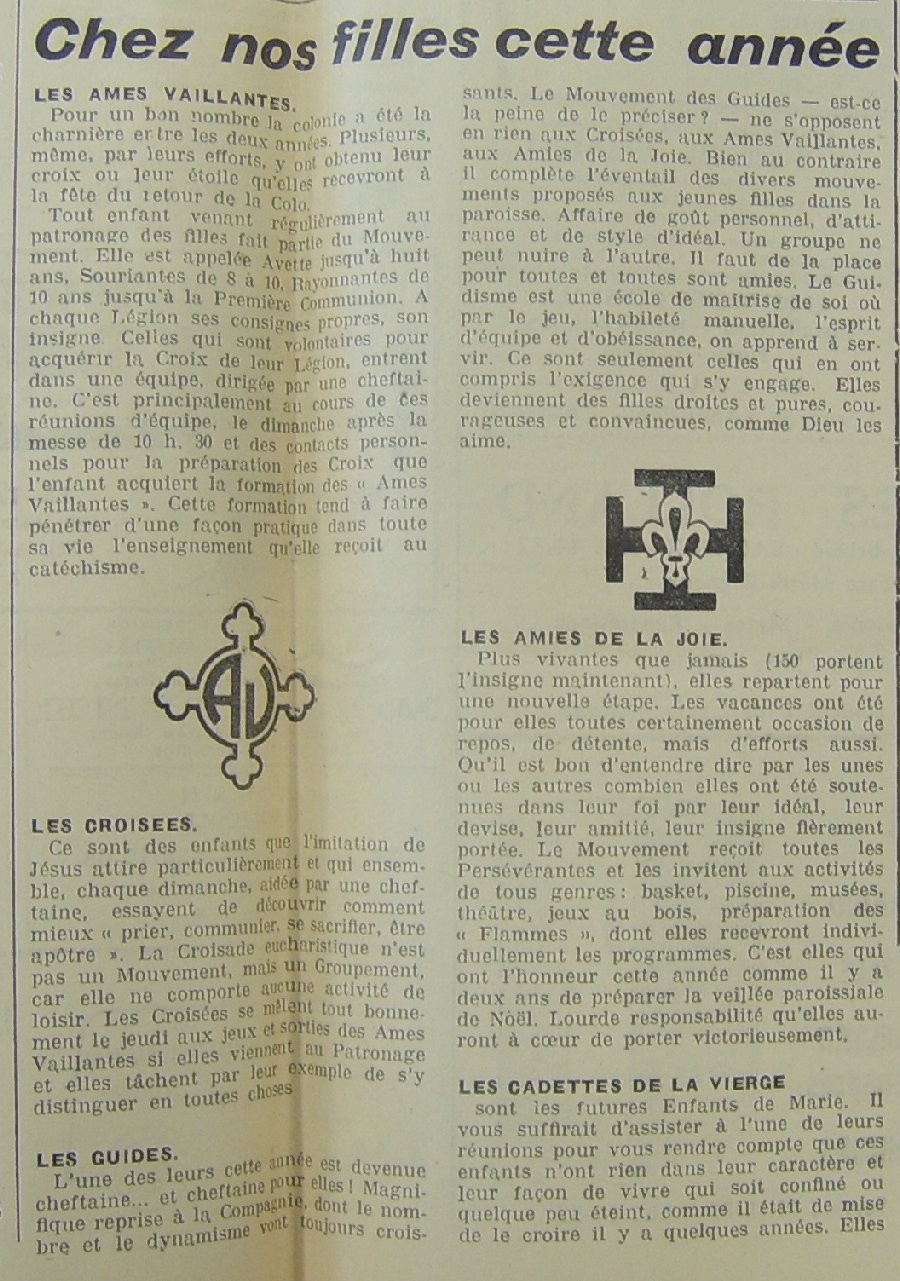 Chez nos filles cette année
LES AMES VAILLANTES.
Pour un bon nombre la colonie a été la
charnière entre les deux années. Plusieurs,
même, par leurs efforts, y ont obtenu leur
croix ou leur étoile qu'elles recevront à
la fête du retour de la Colo.
Tout enfant venant régulièrement au
patronage des filles fait partie du Mouve-
ment. Elle est appelée Avette jusqu'à huit
ans, Souriantes de 8 à 10, Rayonnantes de
10 ans jusqu'à la Première Communion. A
chaque Légion ses consignes propres, son
insigne. Celles qui sont volontaires pour
acquérir la Croix de leur Légion, entrent
dans une équipe, dirigée par une cheftai-
ne. C'est principalement au cours de ces
réunions d'équipe, le dimanche après la
messe de 10 h. 30 et des contacts person-
nels pour la préparation des Croix que
l'enfant acquiert la formation des « Ames
Vaillantes ». Cette formation tend à faire
pénétrer d'une façon pratique dans toute
sa vie l'enseignement qu'elle reçoit au
catéchisme.
AV
LES CROISEES.
Ce sont des enfants que l'imitation de
Jésus attire particulièrement et qui ensem-
ble, chaque dimanche, aidée par une chef-
taine, essayent de découvrir comment
mieux « prier, communier, se sacrifier, être
apôtre ». La Croisade eucharistique n'est
pas un Mouvement, mais un Groupement,
car elle ne comporte aucune activité de
loisir. Les Croisées se mêlent tout bonne-
ment le jeudi aux jeux et sorties des Ames
Vaillantes si elles viennent au Patronage
et elles tâchent par leur exemple de s'y
distinguer en toutes choses
LES GUIDES.
L'une des leurs cette année est devenue
cheftaine... et cheftaine pour elles ! Magni-
fique reprise à la Compagnie, dont le nom-
bre et le dynamisme vont toujours crois-
sants. Le Mouvement des Guides — est-ce
la peine de le préciser ? — ne s'opposent
en rien aux Croisées, aux Ames Vaillantes,
aux Amies de la Joie. Bien au contraire
il complète l'éventail des divers mouve-
ments proposés aux jeunes filles dans la
paroisse. Affaire de goût personnel, d'atti-
rance et de style d'idéal. Un groupe ne
peut nuire à l'autre. Il faut de la place
pour toutes et toutes sont amies. Le Gui-
disme est une école de maîtrise de soi où
par le jeu, l'habileté manuelle, l'esprit
d'équipe et d'obéissance, on apprend à ser-
vir. Ce sont seulement celles qui en ont
compris l'exigence qui s'y engage. Elles
deviennent des filles droites et pures, cou-
rageuses et convaincues, comme Dieu les
aime.
LES AMIES DE LA JOIE.
Plus vivantes que jamais (150 portent
l'insigne maintenant), elles repartent pour
une nouvelle étape. Les vacances ont été
pour elles toutes certainement occasion de
repos, de détente, mais d'efforts aussi.
Qu'il est bon d'entendre dire par les unes
ou les autres combien elles ont été soute-
nues dans leur foi par leur idéal, leur
devise, leur amitié, leur insigne fièrement
portée. Le Mouvement reçoit toutes les
Persévérantes et les invitent aux activités
de tous genres : basket, piscine, musées,
théâtre, jeux au bois, préparation des
« Flammes », dont elles recevront indivi-
duellement les programmes. C'est elles qui
ont l'honneur cette année comme il y a
deux ans de préparer la veillée paroissiale
de Noël. Lourde responsabilité qu'elles au-
ront à cœur de porter victorieusement.
LES CADETTES DE LA VIERGE
sont les futures Enfants de Marie. Il
vous suffirait d'assister à l'une de leurs
réunions pour vous rendre compte que ces
enfants n'ont rien dans leur caractère et
leur façon de vivre qui soit confiné ou
quelque peu éteint, comme il était de mise
de le croire il y a quelques années. Elles